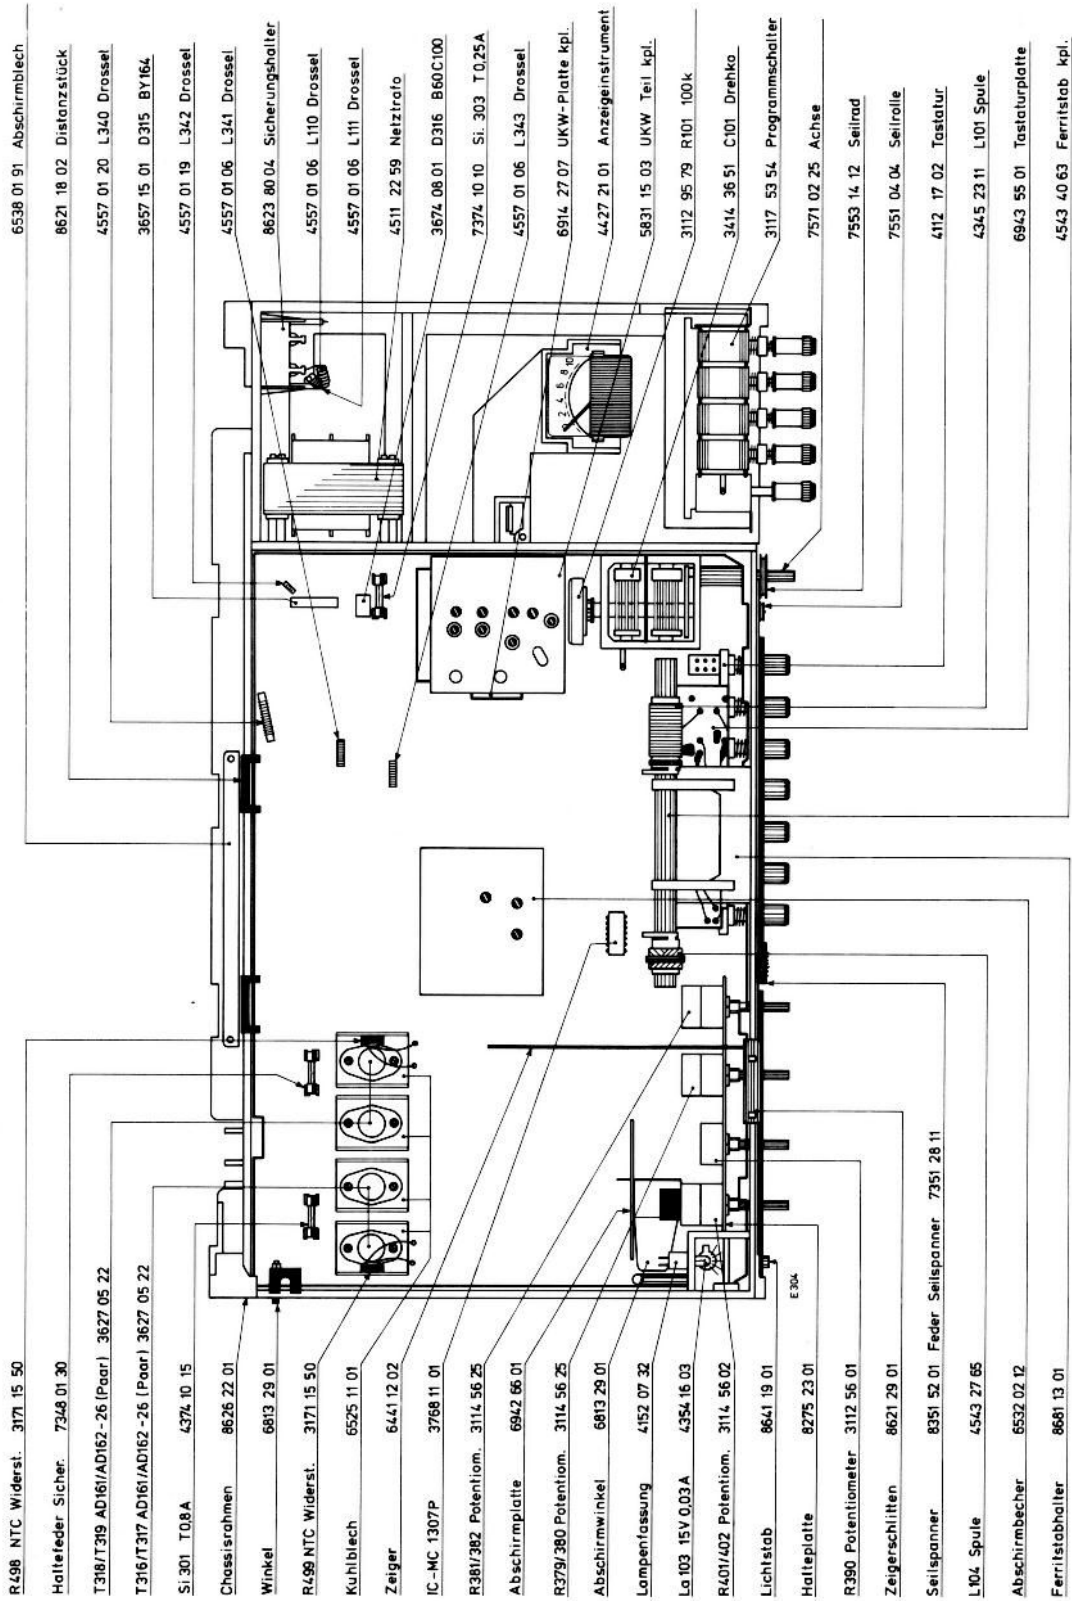 R498 NTC Widerst. 3171 15 50
Haltefeder Sicher. 7348 01 30
T318/T319 AD161/AD162-26 (Paar) 3627 05 22
T316/T317 AD161/AD162-26 (Paar) 3627 05 22
Si 301 T0,8A 4374 10 15
Chassisrahmen 8626 22 01
Winkel 6813 29 01
R499 NTC Widerst. 3171 15 50
Kühlblech 6525 11 01
Zeiger 6441 12 02
IC-MC 1307P 3768 11 01
R381/382 Potentiom. 3114 56 25
Abschirmplatte 6942 66 01
R379/380 Potentiom. 3114 56 25
Abschirmwinkel 6813 29 01
Lampenfassung 4152 07 32
La 103 15V 0,03A 4354 16 03
R401/402 Potentiom. 3114 56 02
Lichtstab 8641 19 01
Halteplatte 8275 23 01
R390 Potentiometer 3112 56 01
Zeigerschlitten 8621 29 01
Seilspanner 8351 52 01 Feder Seilspanner 7351 28 11
L104 Spule 4543 27 65
Abschirmbecher 6532 02 12
Ferritstabhalter 8681 13 01
0 2 4 6 8 10
E 304
6538 01 91 Abschirmblech
8621 18 02 Distanzstück
4557 01 20 L340 Drossel
3657 15 01 D315 BY164
4557 01 19 L342 Drossel
4557 01 06 L341 Drossel
8623 80 04 Sicherungshalter
4557 01 06 L110 Drossel
4557 01 06 L111 Drossel
4511 22 59 Netztrafo
3674 08 01 D316 B60C100
7374 10 10 Si. 303 T0,25A
4557 01 06 L343 Drossel
6914 27 07 UKW-Platte kpl.
4427 21 01 Anzeigeinstrument
5831 15 03 UKW Teil kpl.
3112 95 79 R101 100k
3414 36 51 C101 Drehko
3117 53 54 Programmschalter
7571 02 25 Achse
7553 14 12 Seilrad
7551 04 04 Seilrolle
4112 17 02 Tastatur
4345 23 11 L101 Spule
6943 55 01 Tastaturplatte
4543 40 63 Ferritstab kpl.